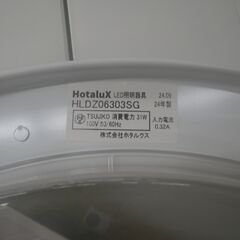 HotaluX LED照明器具 24.09
HLDZ06303SG 24年製
TSUJIKO 消費電力 31W 入力電流
100V 50/60Hz 0.32A
株式会社ホタルクス